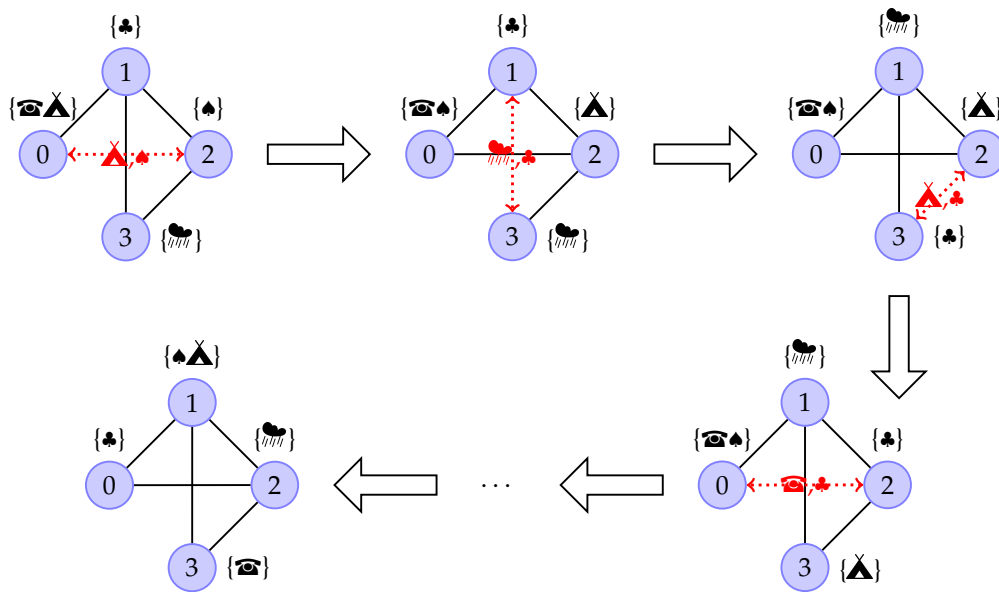 {♣} {♣} {🌧}
1 1 1
{☎⛺} {♠} {☎♠} {⛺} {☎♠} {⛺}
0 ⛺,♠ 2 0 🌧,♣ 2 0 2
⛺,♣
3 {🌧} 3 {🌧} 3 {♣}
{♠⛺} {🌧}
1 1
{♣} {🌧} {☎♠} {♣}
0 2 ... 0 ☎,♣ 2
3 {☎} 3 {⛺}